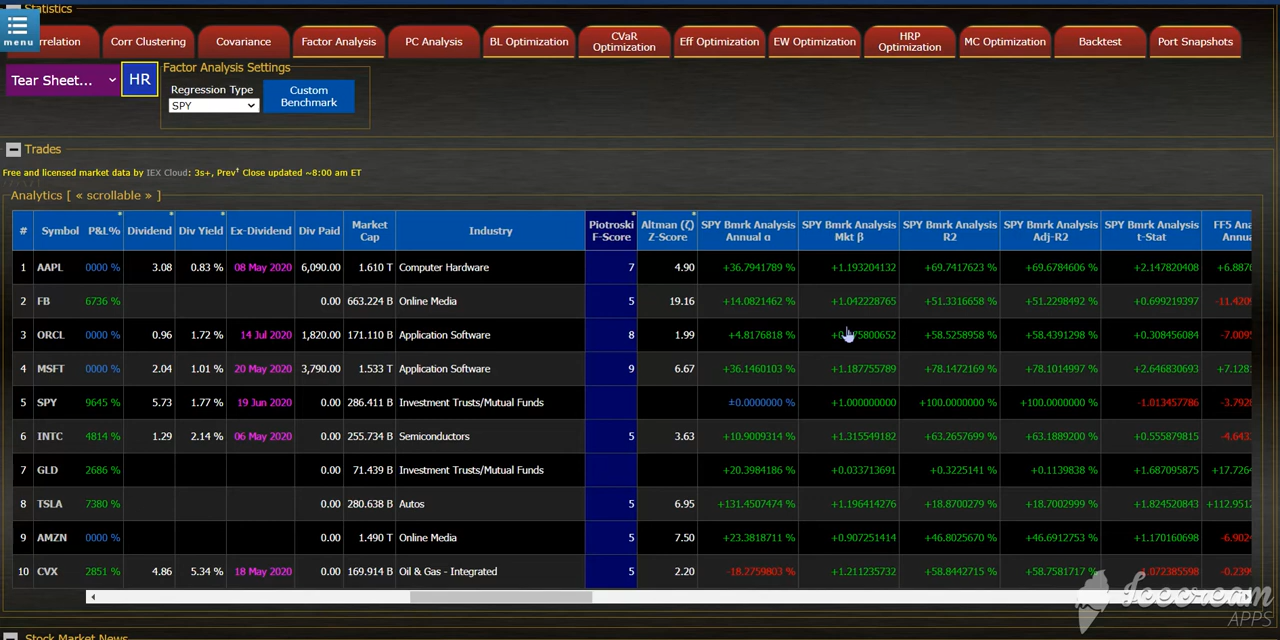 Statistics
menu
rrelation
Corr Clustering
Covariance
Factor Analysis
PC Analysis
BL Optimization
CVaR
Optimization
Eff Optimization
EW Optimization
HRP
Optimization
MC Optimization
Backtest
Port Snapshots
Tear Sheet...
HR
Factor Analysis Settings
Regression Type
SPY
Custom
Benchmark
Trades
Free and licensed market data by IEX Cloud: 3s+, Prev† Close updated ~8:00 am ET
Analytics [ « scrollable » ]
# Symbol P&L% Dividend Div Yield Ex-Dividend Div Paid Market Cap Industry Piotroski F-Score Altman (ζ) Z-Score SPY Bmrk Analysis Annual α SPY Bmrk Analysis Mkt β SPY Bmrk Analysis R2 SPY Bmrk Analysis Adj-R2 SPY Bmrk Analysis t-Stat FF5 Ana Annua
1 AAPL 0000 % 3.08 0.83 % 08 May 2020 6,090.00 1.610 T Computer Hardware 7 4.90 +36.7941789 % +1.193204132 +69.7417623 % +69.6784606 % +2.147820408 +6.8870
2 FB 6736 % 0.00 663.224 B Online Media 5 19.16 +14.0821462 % +1.042228765 +51.3316658 % +51.2298492 % +0.699219397 -11.4209
3 ORCL 0000 % 0.96 1.72 % 14 Jul 2020 1,820.00 171.110 B Application Software 8 1.99 +4.8176818 % +58.5258958 % +58.4391298 % +0.308456084 -7.0095
4 MSFT 0000 % 2.04 1.01 % 20 May 2020 3,790.00 1.533 T Application Software 9 6.67 +36.1460103 % +1.187755789 +78.1472169 % +78.1014997 % +2.646830693 +7.1281
5 SPY 9645 % 5.73 1.77 % 19 Jun 2020 0.00 286.411 B Investment Trusts/Mutual Funds ±0.0000000 % +1.000000000 +100.0000000 % +100.0000000 % -1.013457786 -3.7928
6 INTC 4814 % 1.29 2.14 % 06 May 2020 0.00 255.734 B Semiconductors 5 3.63 +10.9009314 % +1.315549182 +63.2657699 % +63.1889200 % +0.555879815 -4.643
7 GLD 2686 % 0.00 71.439 B Investment Trusts/Mutual Funds +20.3984186 % +0.033713691 +0.3225141 % +0.1139838 % +1.687095875 +17.7264
8 TSLA 7380 % 0.00 280.638 B Autos 5 6.95 +131.4507474 % +1.196414276 +18.8700279 % +18.7002999 % +1.824520843 +112.9512
9 AMZN 0000 % 0.00 1.490 T Online Media 5 7.50 +23.3818711 % +0.907251414 +46.8025670 % +46.6912753 % +1.170160698 -6.9024
10 CVX 2851 % 4.86 5.34 % 18 May 2020 0.00 169.914 B Oil & Gas - Integrated 5 2.20 -18.2759803 % +1.211235732 +58.8442715 % +58.7581717 % -1.072385598 -0.2399
Icecream
APPS
Stock Market News